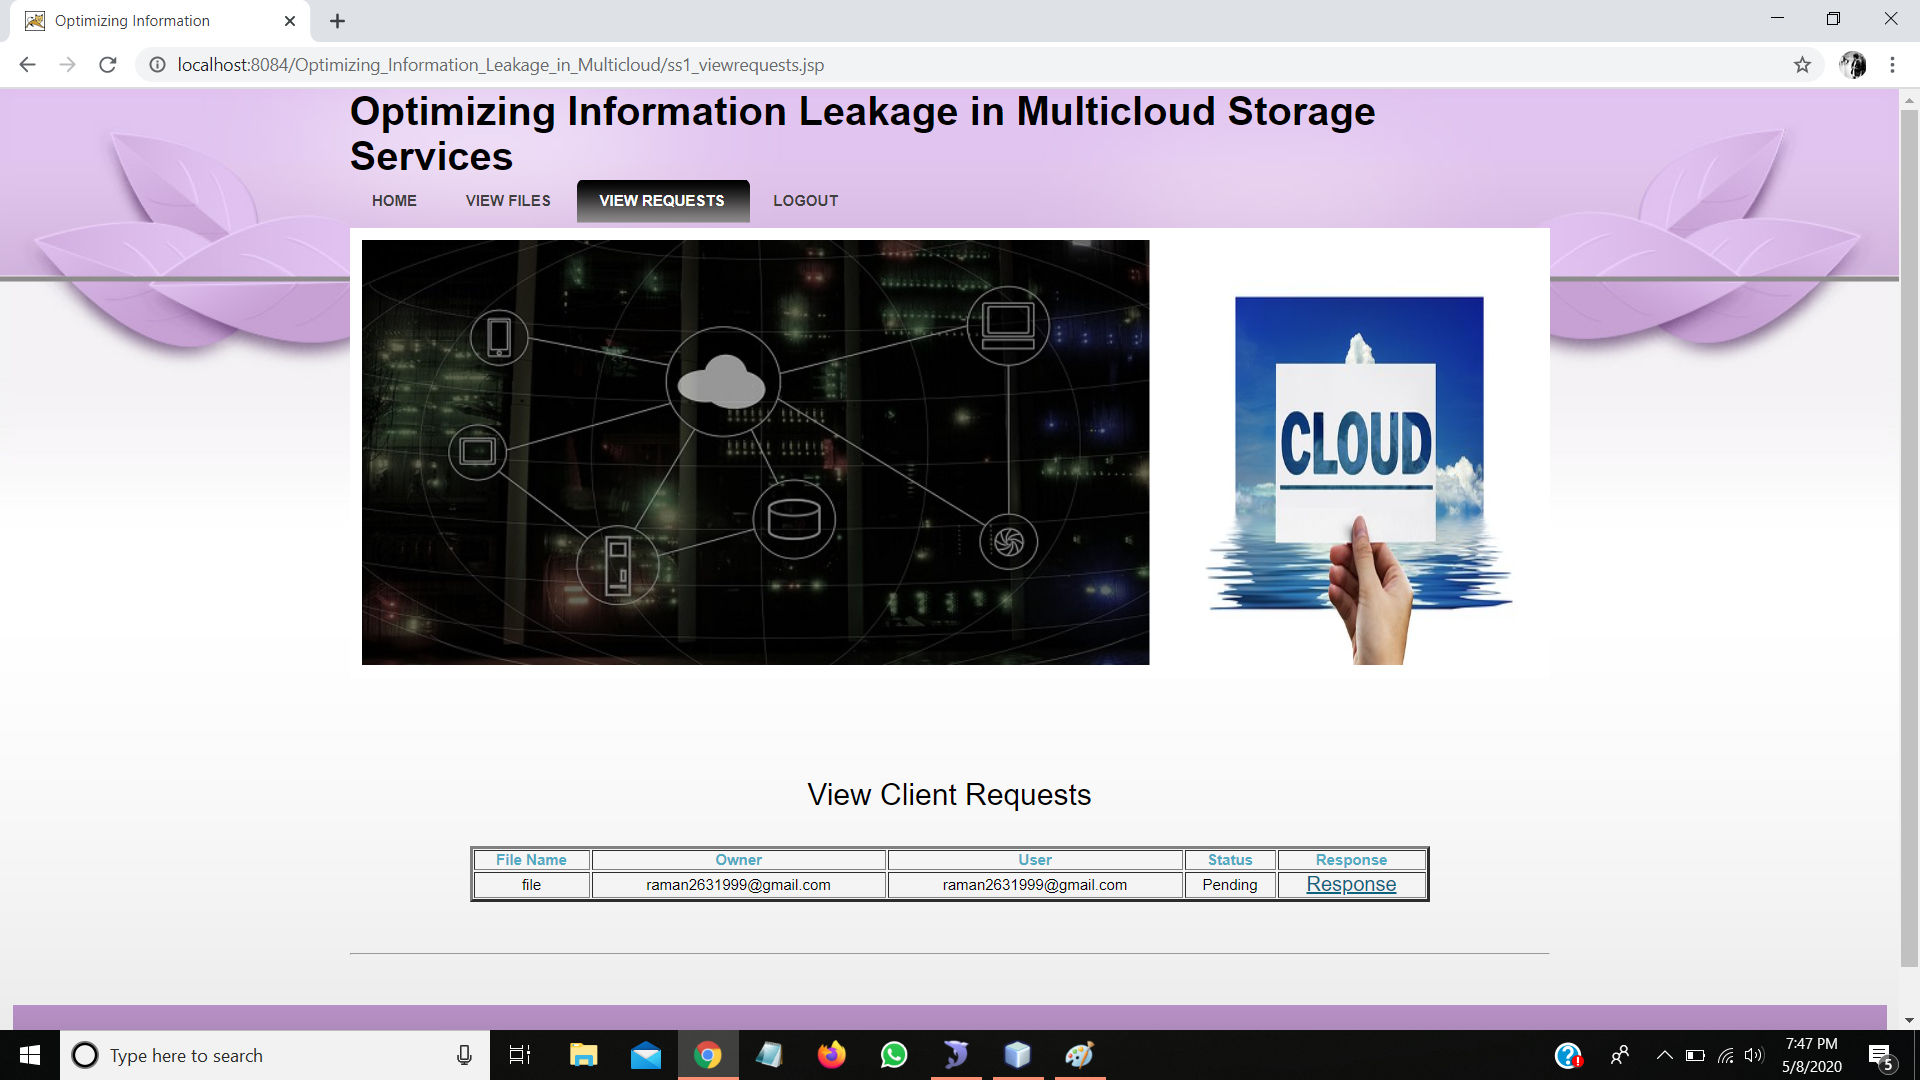 Optimizing Information
localhost:8084/Optimizing_Information_Leakage_in_Multicloud/ss1_viewrequests.jsp
Optimizing Information Leakage in Multicloud Storage
Services
HOME VIEW FILES VIEW REQUESTS LOGOUT
CLOUD
View Client Requests
File Name Owner User Status Response
file raman2631999@gmail.com raman2631999@gmail.com Pending Response
Type here to search
7:47 PM
5/8/2020
5